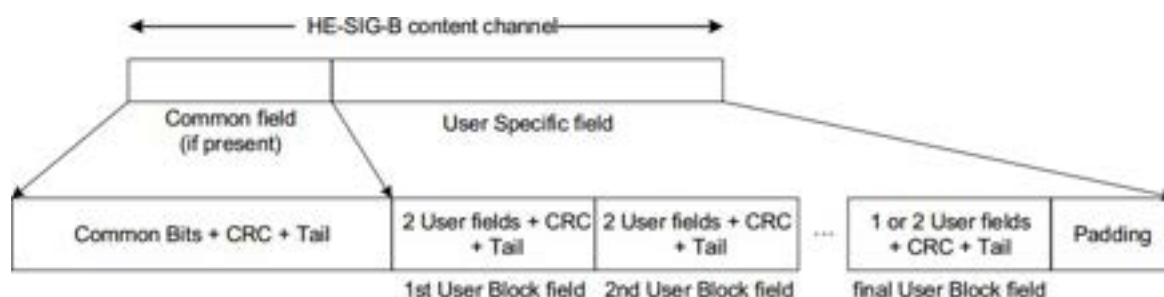 HE-SIG-B content channel
Common field
(if present)
User Specific field
Common Bits + CRC + Tail
2 User fields + CRC
+ Tail
2 User fields + CRC
+ Tail
...
1 or 2 User fields
+ CRC + Tail
Padding
1st User Block field
2nd User Block field
final User Block field